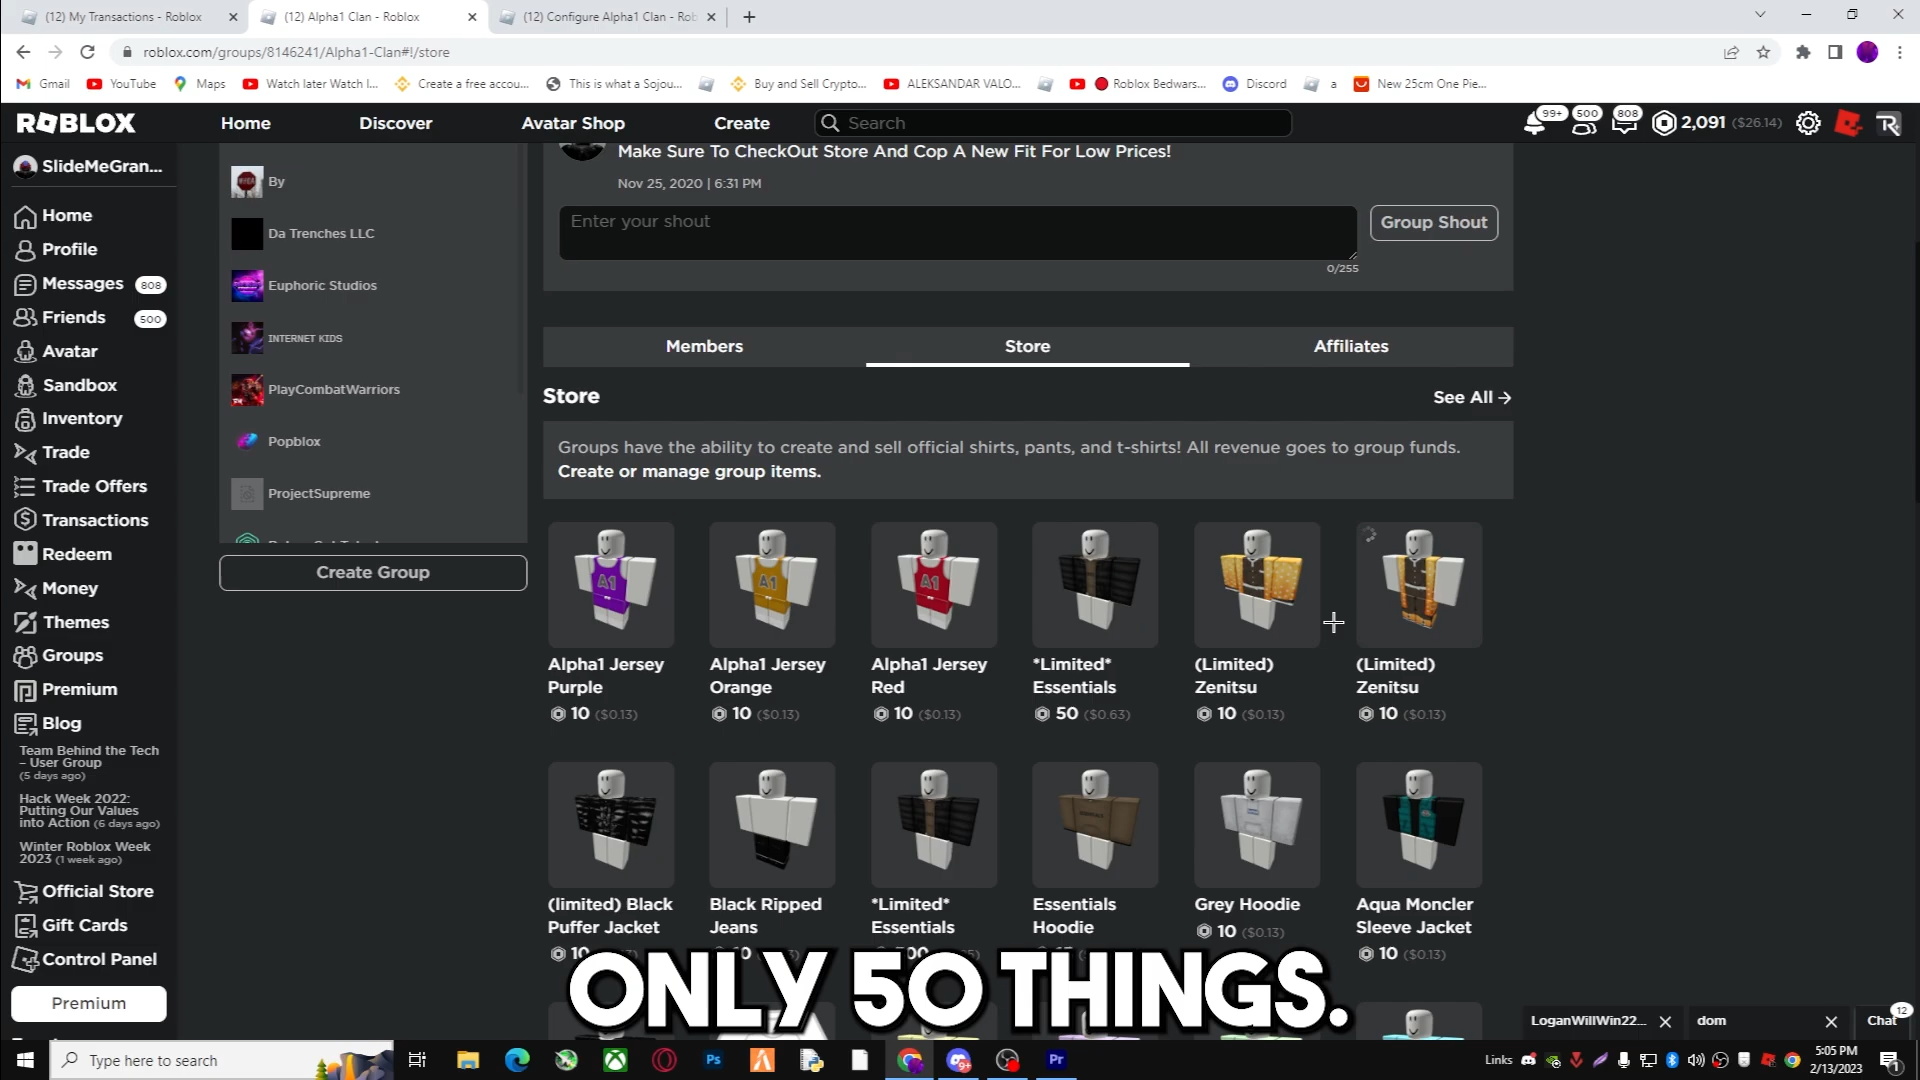 (12) My Transactions - Roblox
(12) Alpha1 Clan - Roblox
(12) Configure Alpha1 Clan - Rob
roblox.com/groups/8146241/Alpha1-Clan#!/store
Gmail
YouTube
Maps
Watch later Watch l...
Create a free accou...
This is what a Sojou...
Buy and Sell Crypto...
ALEKSANDAR VALO...
Roblox Bedwars...
Discord
a
New 25cm One Pie...
ROBLOX
Home
Discover
Avatar Shop
Create
Search
99+
500
808
2,091 ($26.14)
SlideMeGran...
Home
Profile
Messages 808
Friends 500
Avatar
Sandbox
Inventory
Trade
Trade Offers
Transactions
Redeem
Money
Themes
Groups
Premium
Blog
Team Behind the Tech
– User Group
(5 days ago)
Hack Week 2022:
Putting Our Values
into Action (6 days ago)
Winter Roblox Week
2023 (1 week ago)
Official Store
Gift Cards
Control Panel
Premium
By
Da Trenches LLC
Euphoric Studios
INTERNET KIDS
PlayCombatWarriors
Popblox
ProjectSupreme
Create Group
Make Sure To CheckOut Store And Cop A New Fit For Low Prices!
Nov 25, 2020 | 6:31 PM
Enter your shout
Group Shout
0/255
Members
Store
Affiliates
Store
See All
Groups have the ability to create and sell official shirts, pants, and t-shirts! All revenue goes to group funds.
Create or manage group items.
Alpha1 Jersey
Purple
10 ($0.13)
Alpha1 Jersey
Orange
10 ($0.13)
Alpha1 Jersey
Red
10 ($0.13)
*Limited*
Essentials
50 ($0.63)
(Limited)
Zenitsu
10 ($0.13)
(Limited)
Zenitsu
10 ($0.13)
(limited) Black
Puffer Jacket
10
Black Ripped
Jeans
*Limited*
Essentials
Essentials
Hoodie
Grey Hoodie
10 ($0.13)
Aqua Moncler
Sleeve Jacket
10 ($0.13)
ONLY 50 THINGS.
LoganWillWin22...
dom
Chat
12
Type here to search
Links
5:05 PM
2/13/2023